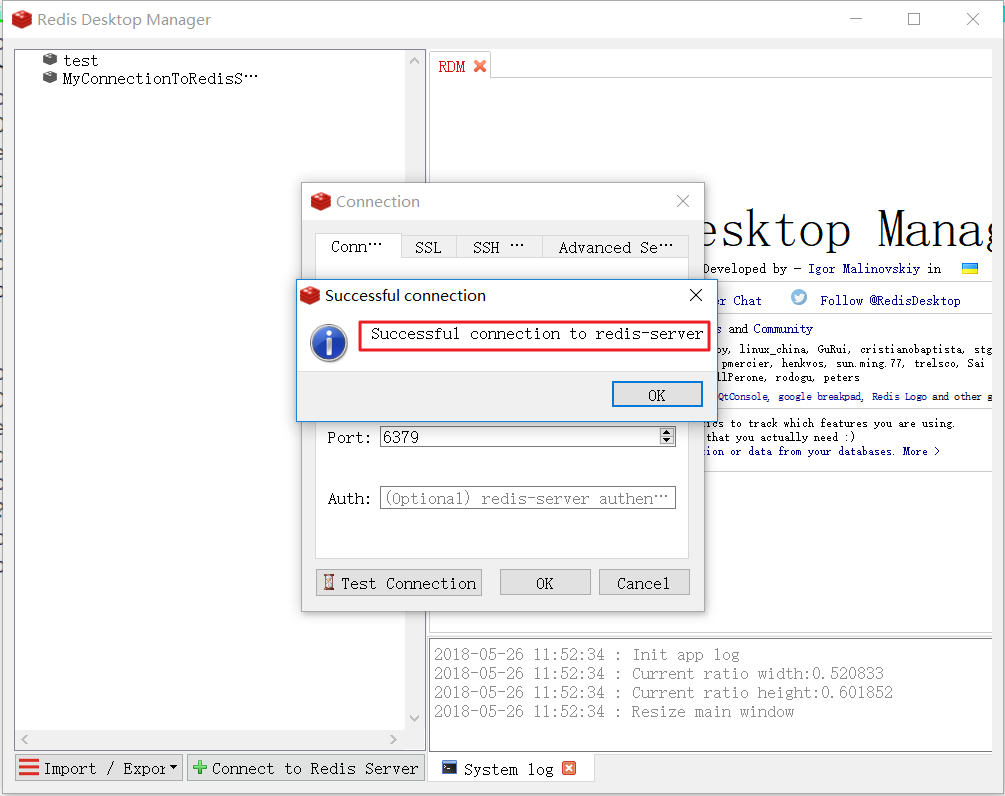 Redis Desktop Manager
test
MyConnectionToRedisS…
RDM
Connection
Conn…
SSL
SSH …
Advanced Se…
esktop Manag
Developed by – Igor Malinovskiy in
er Chat
Follow @RedisDesktop
s and Community
Successful connection
Successful connection to redis-server
OK
oy, linux_china, GuRui, cristianobaptista, stg
pmercier, henkvos, sun.ming.77, trelsco, Sai
llPerone, rodogu, peters
QtConsole, google breakpad, Redis Logo and other g
ics to track which features you are using.
that you actually need :)
ion or data from your databases. More >
Port:
6379
Auth:
(Optional) redis-server authen…
Test Connection
OK
Cancel
2018-05-26 11:52:34 : Init app log
2018-05-26 11:52:34 : Current ratio width:0.520833
2018-05-26 11:52:34 : Current ratio height:0.601852
2018-05-26 11:52:34 : Resize main window
Import / Expor
Connect to Redis Server
System log